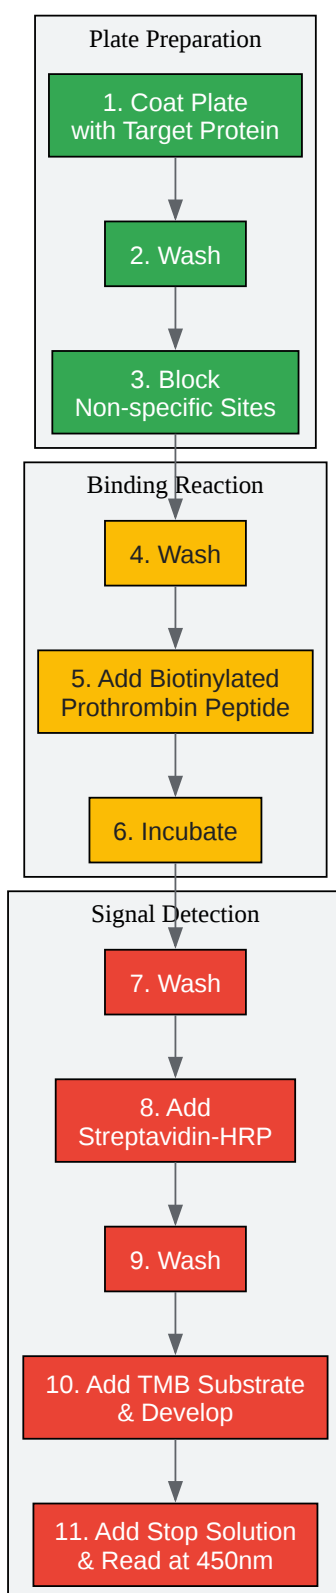 Plate Preparation
1. Coat Plate
with Target Protein
2. Wash
3. Block
Non-specific Sites
Binding Reaction
4. Wash
5. Add Biotinylated
Prothrombin Peptide
6. Incubate
Signal Detection
7. Wash
8. Add
Streptavidin-HRP
9. Wash
10. Add TMB Substrate
& Develop
11. Add Stop Solution
& Read at 450nm